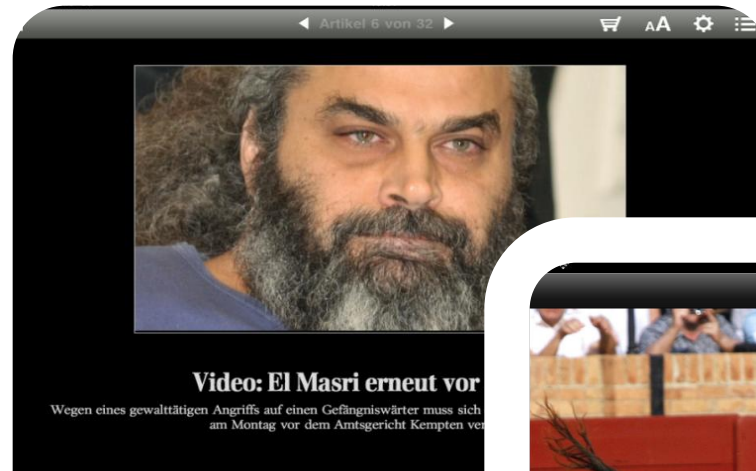 Artikel 6 von 32
AA
Video: El Masri erneut vor
Wegen eines gewalttätigen Angriffs auf einen Gefängniswärter muss sich
am Montag vor dem Amtsgericht Kempten ver